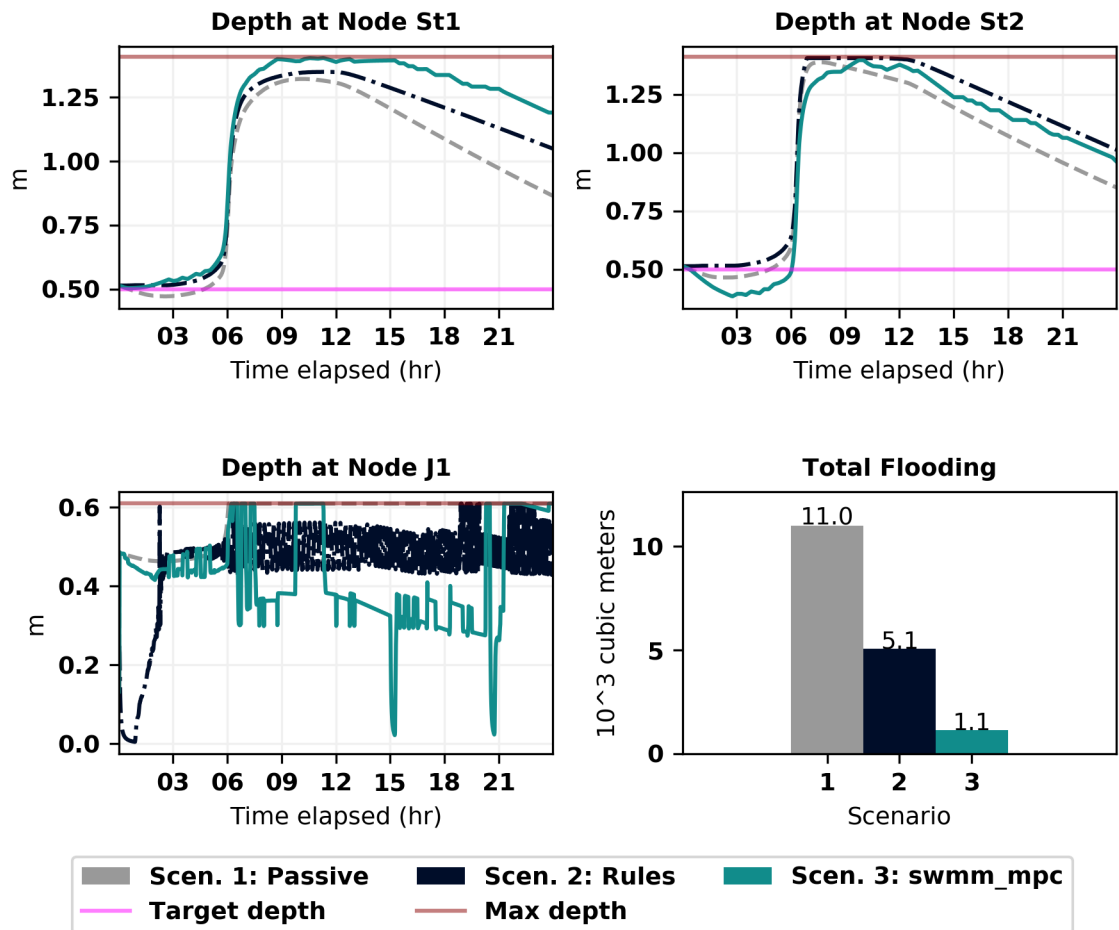 Depth at Node St1
Depth at Node St2
m
1.25
1.00
0.75
0.50
03 06 09 12 15 18 21
Time elapsed (hr)
m
1.25
1.00
0.75
0.50
03 06 09 12 15 18 21
Time elapsed (hr)
Depth at Node J1
Total Flooding
m
0.6
0.4
0.2
0.0
03 06 09 12 15 18 21
Time elapsed (hr)
10^3 cubic meters
10
5
0
11.0
5.1
1.1
1 2 3
Scenario
Scen. 1: Passive Scen. 2: Rules Scen. 3: swmm_mpc
Target depth Max depth